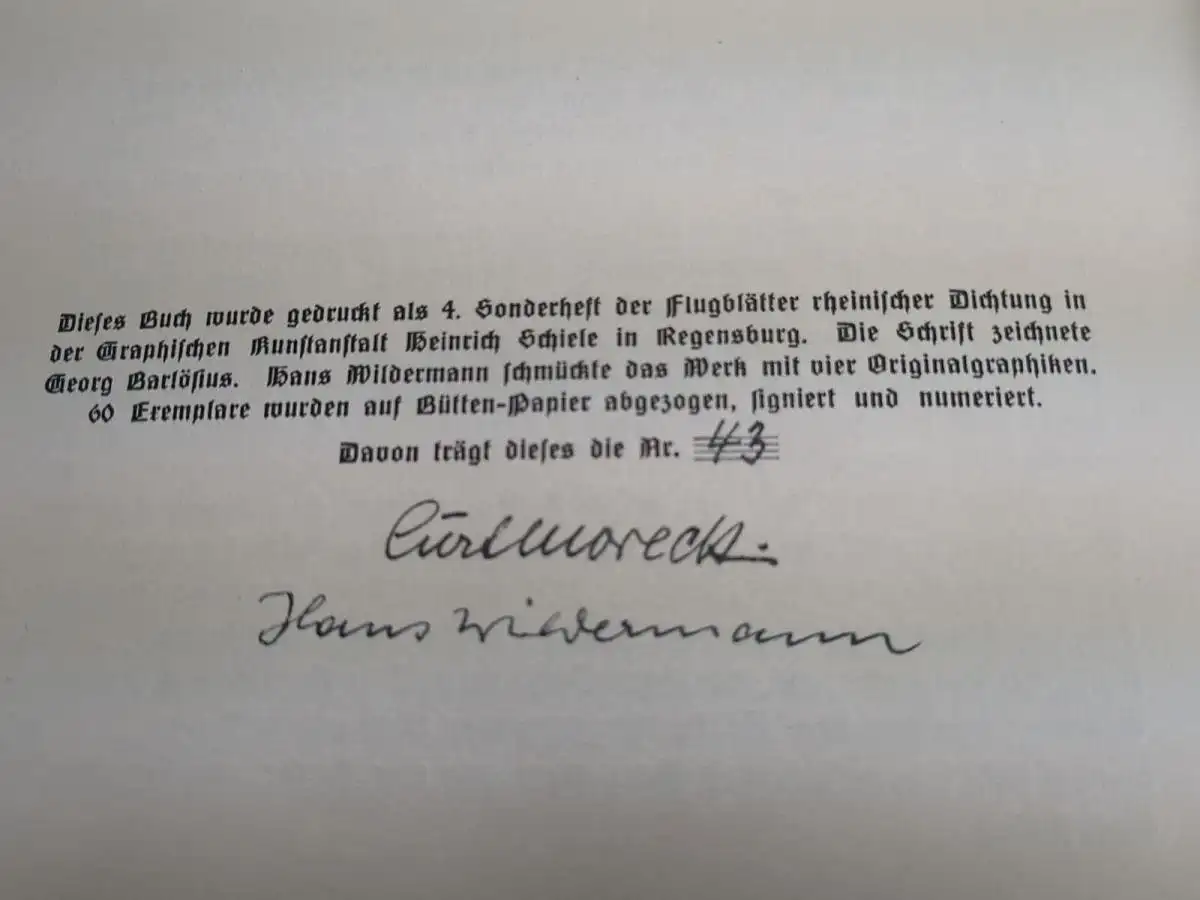 Dieses Buch wurde gedruckt als 4. Sonderheft der Flugblätter rheinischer Dichtung in
der Graphischen Kunstanstalt Heinrich Schiele in Regensburg. Die Schrift zeichnete
Georg Barlösius. Hans Wildermann schmückte das Werk mit vier Originalgraphiken.
60 Exemplare wurden auf Bütten-Papier abgezogen, signiert und numeriert.
Davon trägt dieses die Nr. 43
Curt Moreck.
Hans Wildermann